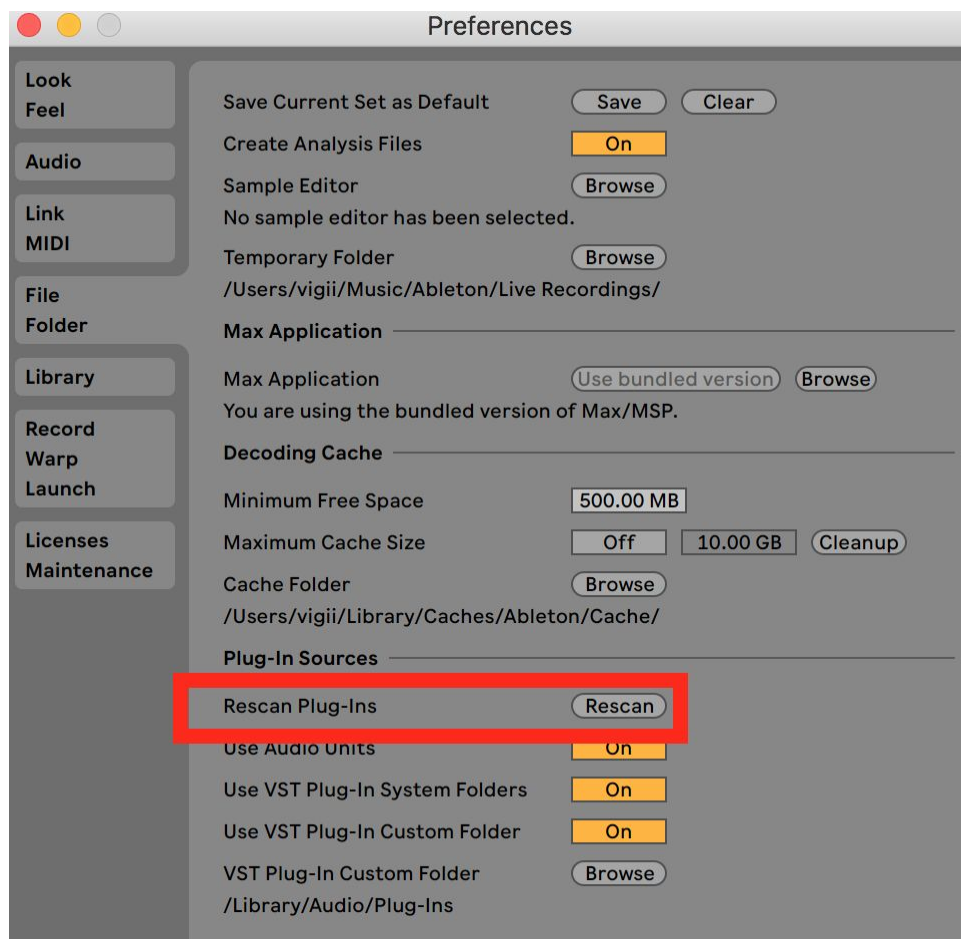 Preferences
Look
Feel
Audio
Link
MIDI
File
Folder
Library
Record
Warp
Launch
Licenses
Maintenance
Save Current Set as Default Save Clear
Create Analysis Files On
Sample Editor Browse
No sample editor has been selected.
Temporary Folder Browse
/Users/vigii/Music/Ableton/Live Recordings/
Max Application
Max Application Use bundled version Browse
You are using the bundled version of Max/MSP.
Decoding Cache
Minimum Free Space 500.00 MB
Maximum Cache Size Off 10.00 GB Cleanup
Cache Folder Browse
/Users/vigii/Library/Caches/Ableton/Cache/
Plug-In Sources
Rescan Plug-Ins Rescan
Use Audio Units On
Use VST Plug-In System Folders On
Use VST Plug-In Custom Folder On
VST Plug-In Custom Folder Browse
/Library/Audio/Plug-Ins